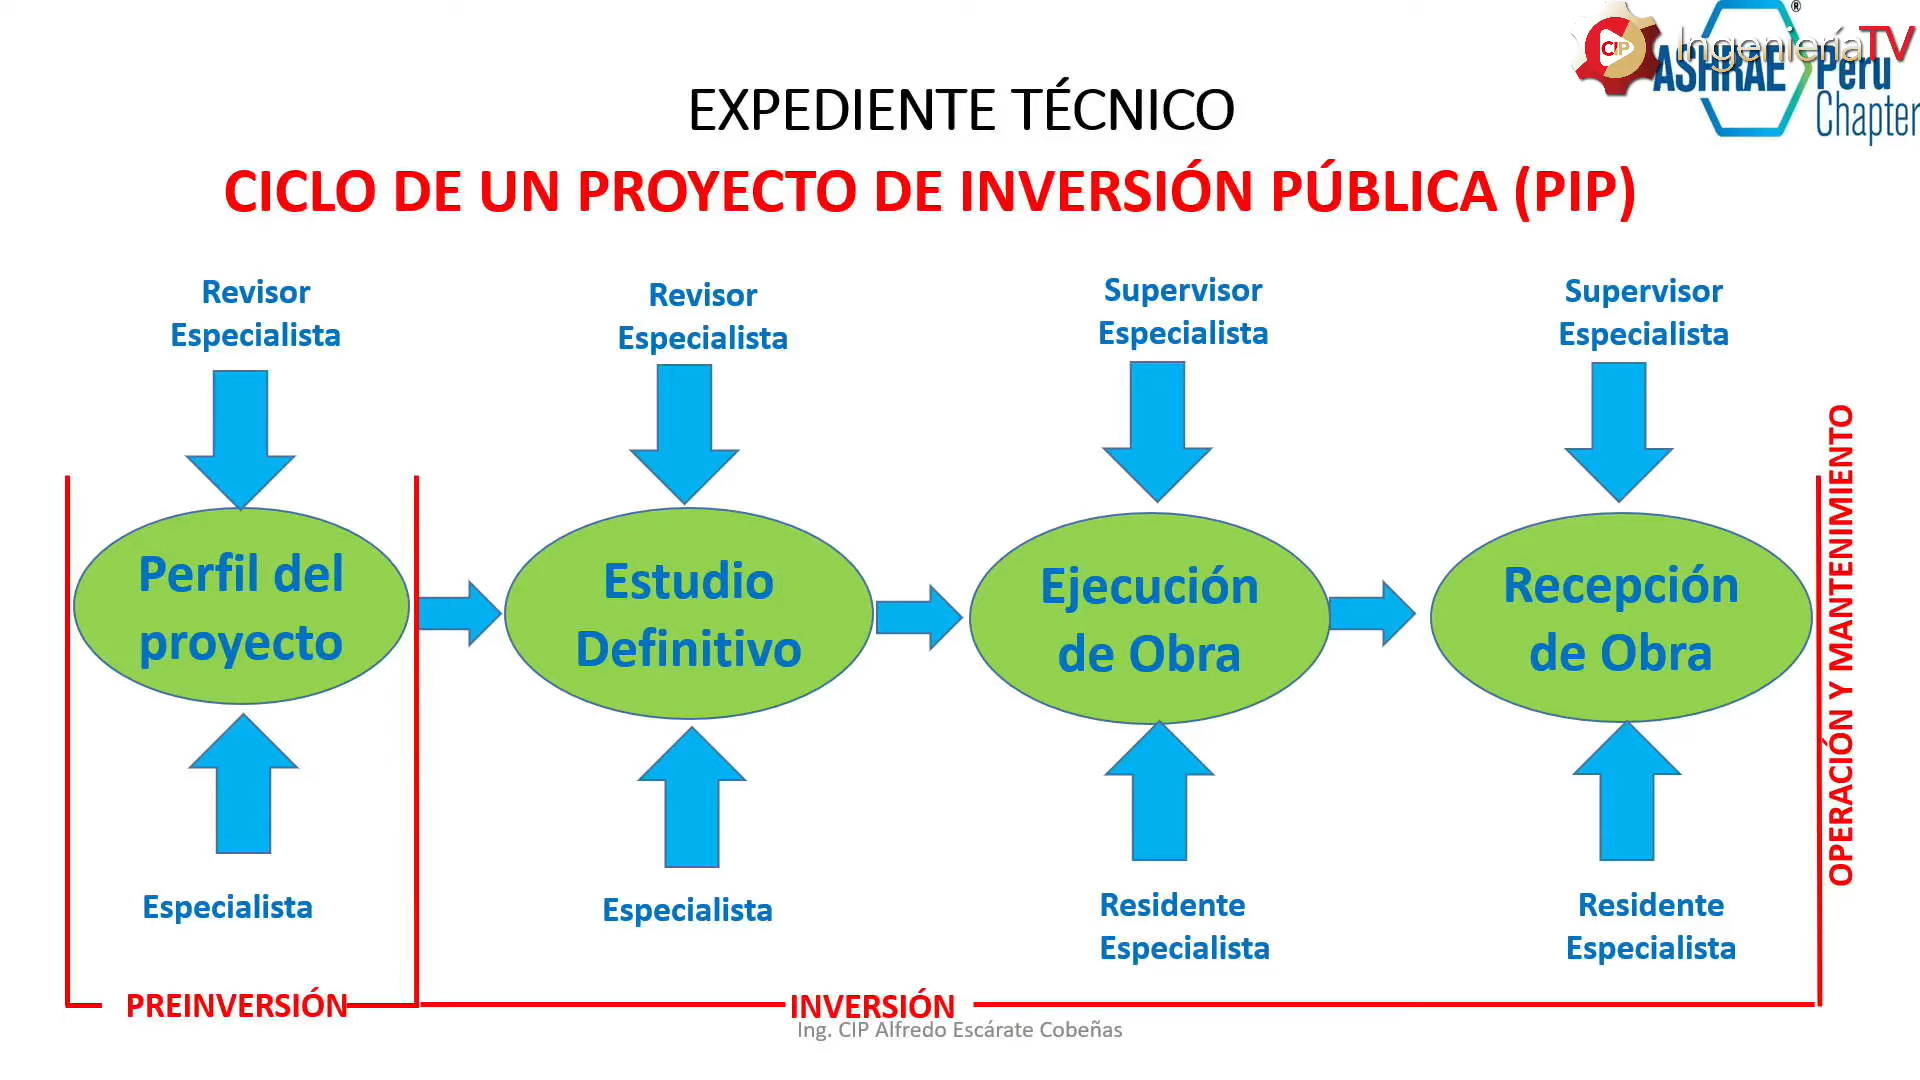 CIP
IngenieríaTV
®
ASHRAE
Peru
Chapter
EXPEDIENTE TÉCNICO
CICLO DE UN PROYECTO DE INVERSIÓN PÚBLICA (PIP)
Revisor
Especialista
Revisor
Especialista
Supervisor
Especialista
Supervisor
Especialista
Perfil del
proyecto
Estudio
Definitivo
Ejecución
de Obra
Recepción
de Obra
OPERACIÓN Y MANTENIMIENTO
Especialista
Especialista
Residente
Especialista
Residente
Especialista
PREINVERSIÓN
INVERSIÓN
Ing. CIP Alfredo Escárate Cobeñas